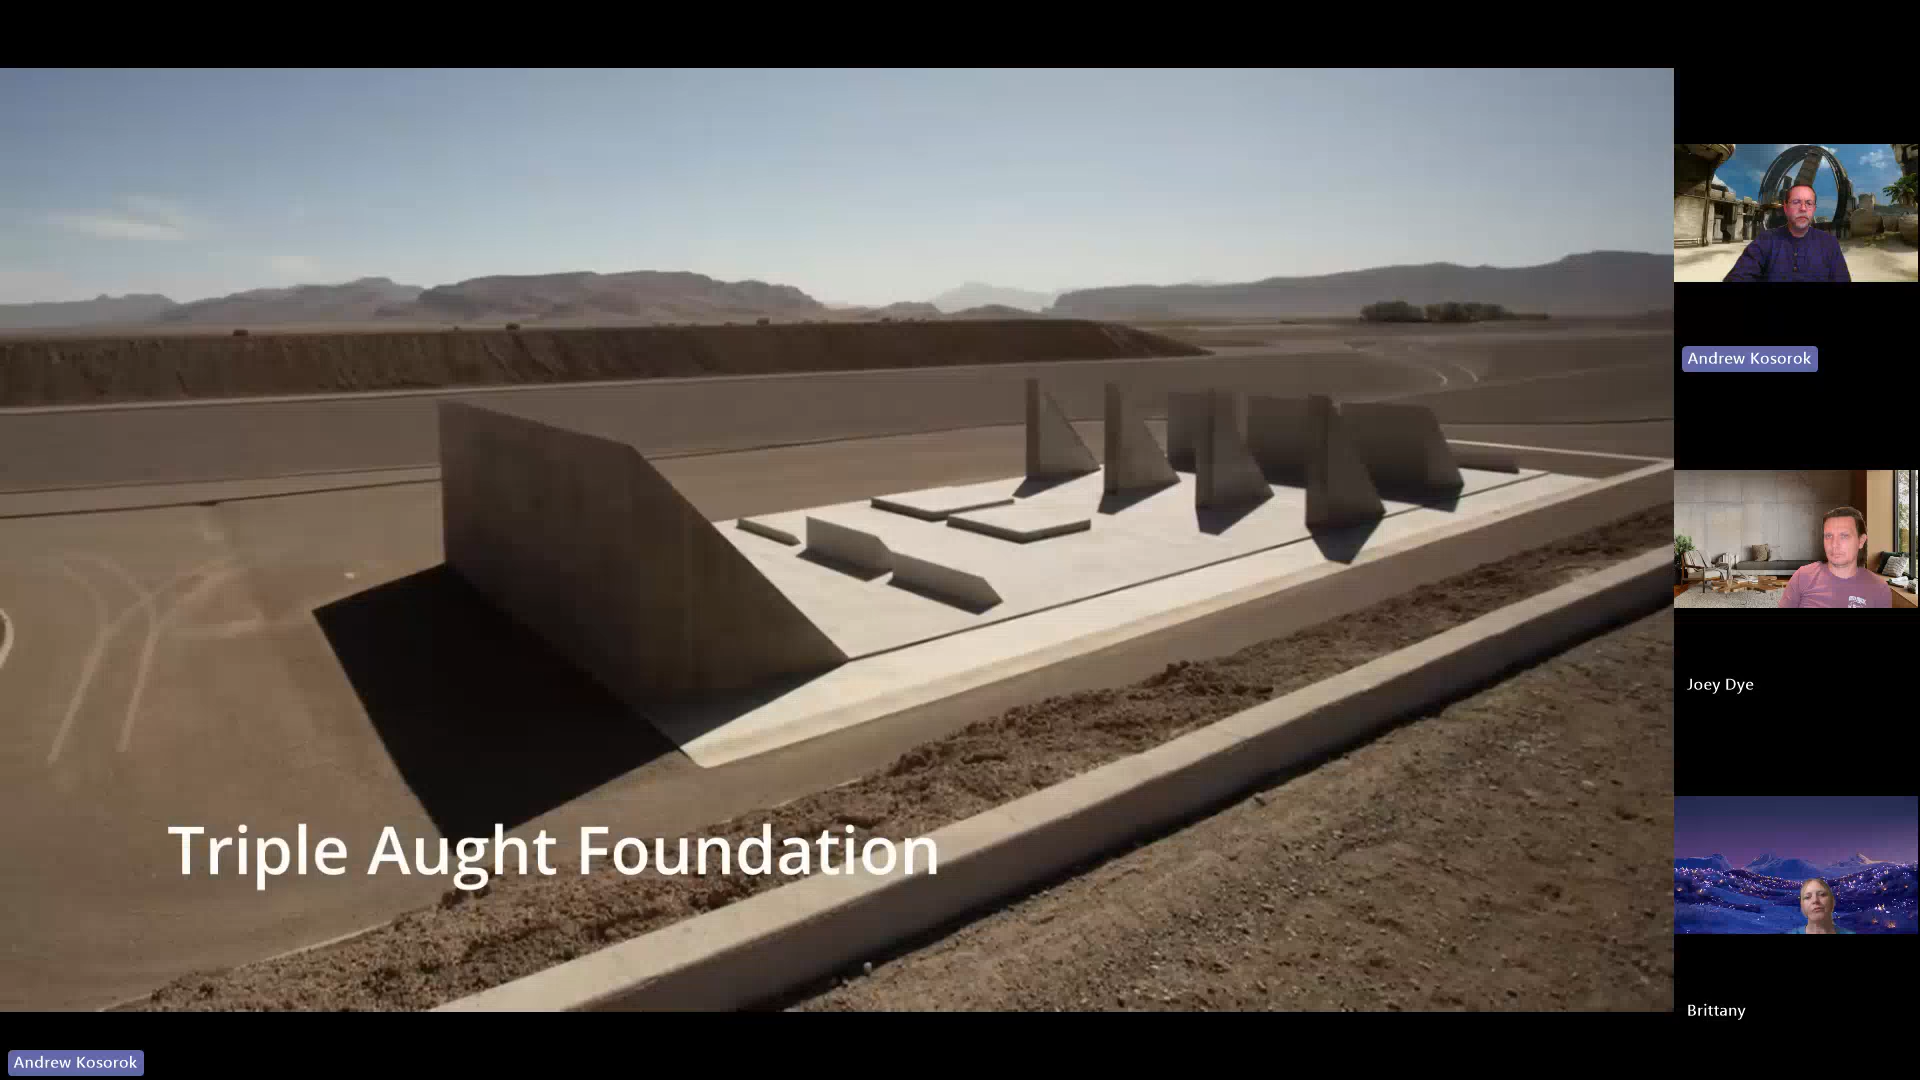 Triple Aught Foundation
Andrew Kosorok
Joey Dye
Brittany
Andrew Kosorok